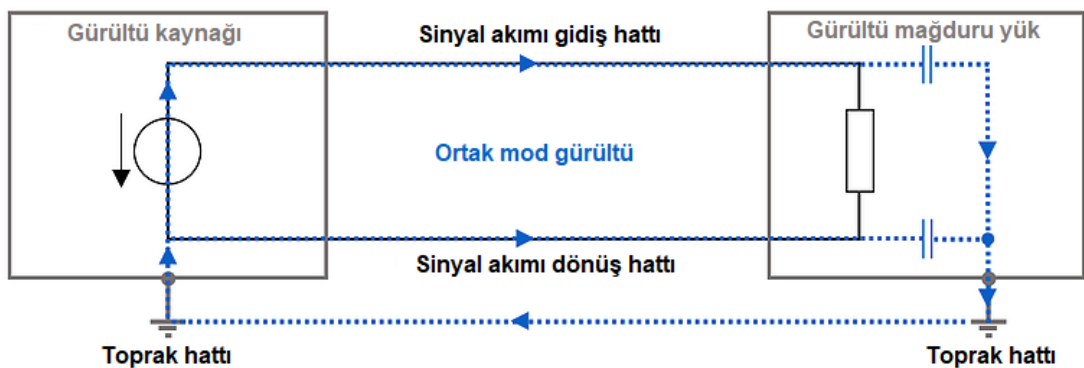 Gürültü kaynağı
Sinyal akımı gidiş hattı
Gürültü mağduru yük
Ortak mod gürültü
Sinyal akımı dönüş hattı
Toprak hattı
Toprak hattı